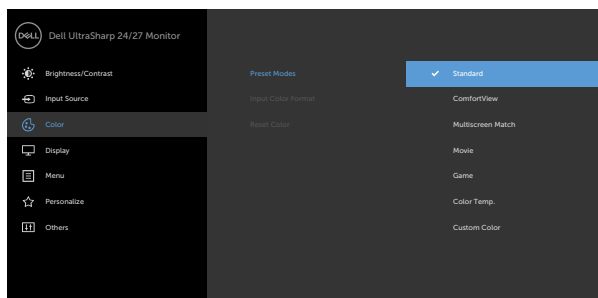 DELL Dell UltraSharp 24/27 Monitor
Brightness/Contrast Preset Modes Standard
Input Source Input Color Format ComfortView
Color Reset Color Multiscreen Match
Display Movie
Menu Game
Personalize Color Temp.
Others Custom Color